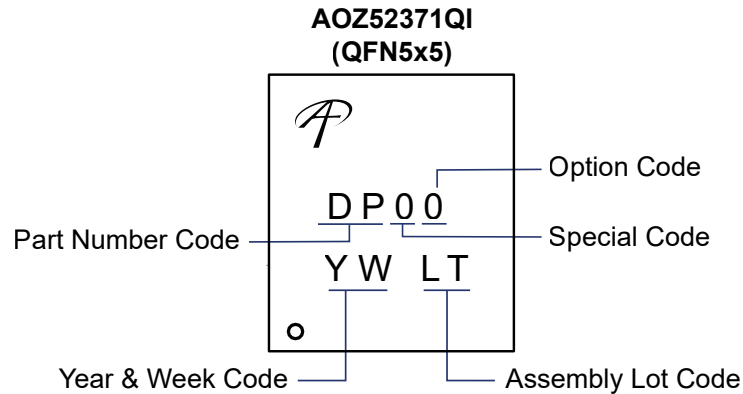 AOZ52371QI
(QFN5x5)
Option Code
DP00
Part Number Code
Special Code
YW LT
Year & Week Code
Assembly Lot Code